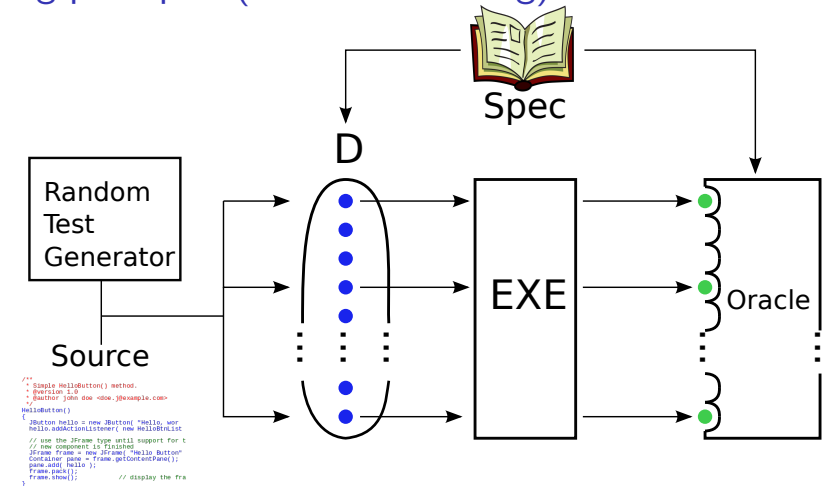 Spec
D
Random
Test
Generator
EXE
Oracle
Source
/**
* Simple HelloButton() method.
* @version 1.0
* @author john doe <doe.j@example.com>
*/
HelloButton()
{
JButton hello = new JButton( "Hello, wor
hello.addActionListener( new HelloBtnList
// use the JFrame type until support for t
// new component is finished
JFrame frame = new JFrame( "Hello Button"
Container pane = frame.getContentPane();
pane.add( hello );
frame.pack();
frame.show(); // display the fra
}